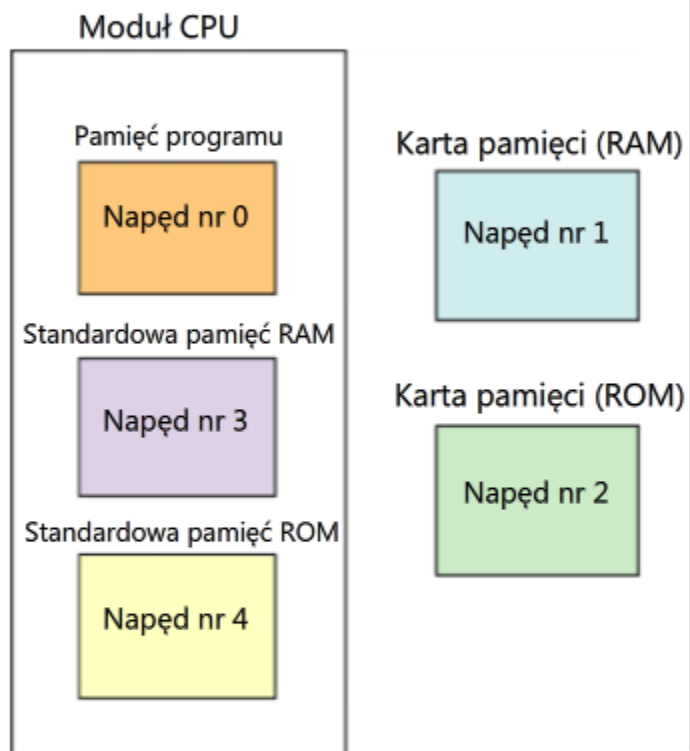 Moduł CPU
Pamięć programu
Napęd nr 0
Standardowa pamięć RAM
Napęd nr 3
Standardowa pamięć ROM
Napęd nr 4
Karta pamięci (RAM)
Napęd nr 1
Karta pamięci (ROM)
Napęd nr 2